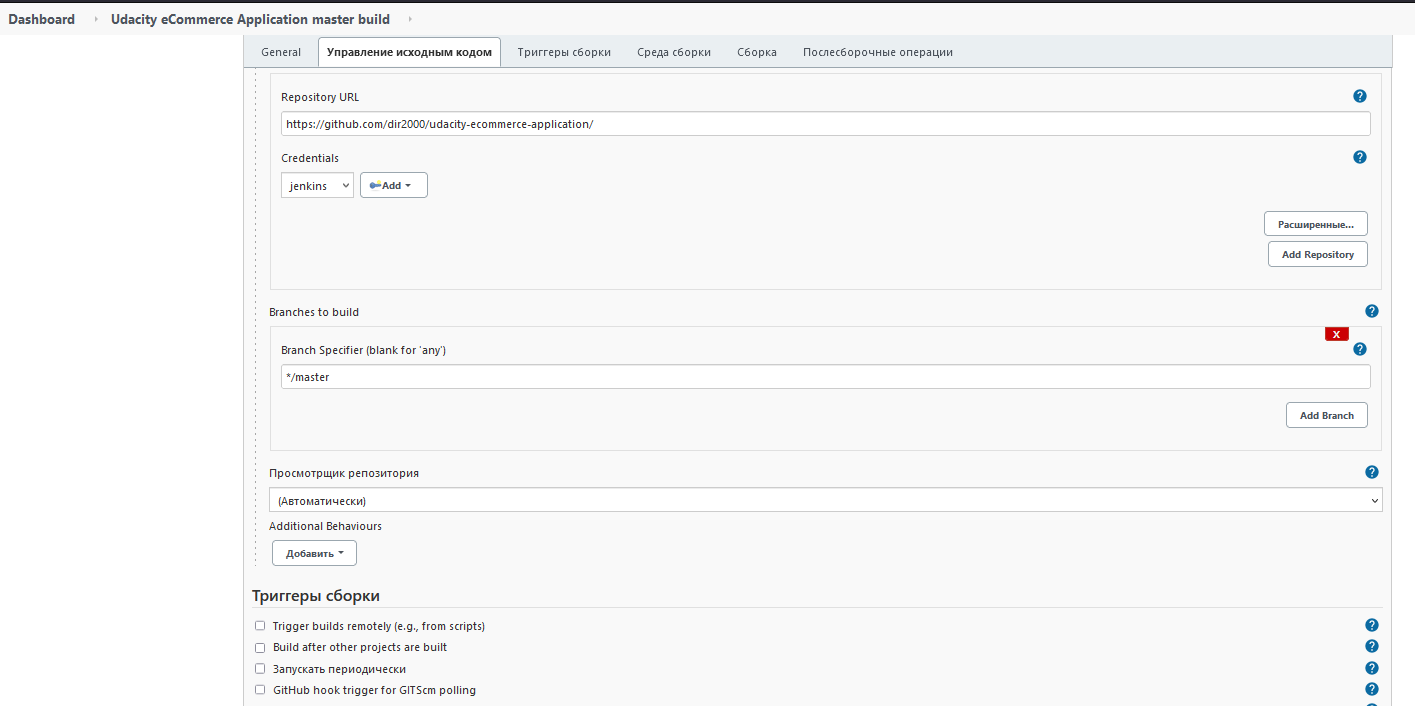 Dashboard Udacity eCommerce Application master build
General Управление исходным кодом Триггеры сборки Среда сборки Сборка Послесборочные операции
Repository URL
https://github.com/dir2000/udacity-ecommerce-application/
Credentials
jenkins Add
Расширенные...
Add Repository
Branches to build
X
Branch Specifier (blank for 'any')
*/master
Add Branch
Просмотрщик репозитория
(Автоматически)
Additional Behaviours
Добавить
Триггеры сборки
Trigger builds remotely (e.g., from scripts)
Build after other projects are built
Запускать периодически
GitHub hook trigger for GITScm polling